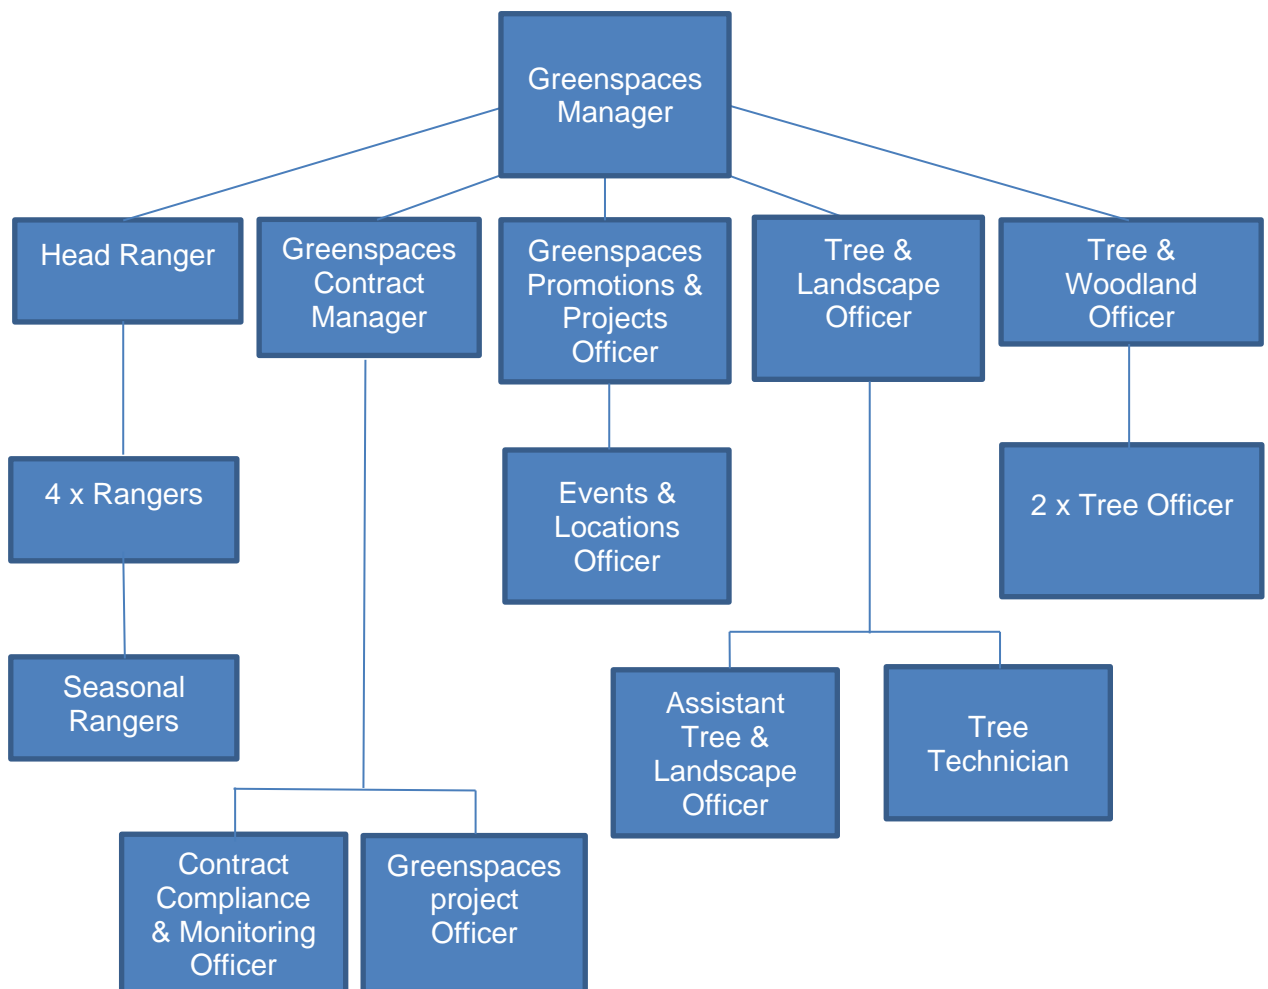 Greenspaces
Manager
Head Ranger
Greenspaces
Contract
Manager
Greenspaces
Promotions &
Projects
Officer
Tree &
Landscape
Officer
Tree &
Woodland
Officer
4 x Rangers
Events &
Locations
Officer
2 x Tree Officer
Seasonal
Rangers
Assistant
Tree &
Landscape
Officer
Tree
Technician
Contract
Compliance
& Monitoring
Officer
Greenspaces
project
Officer